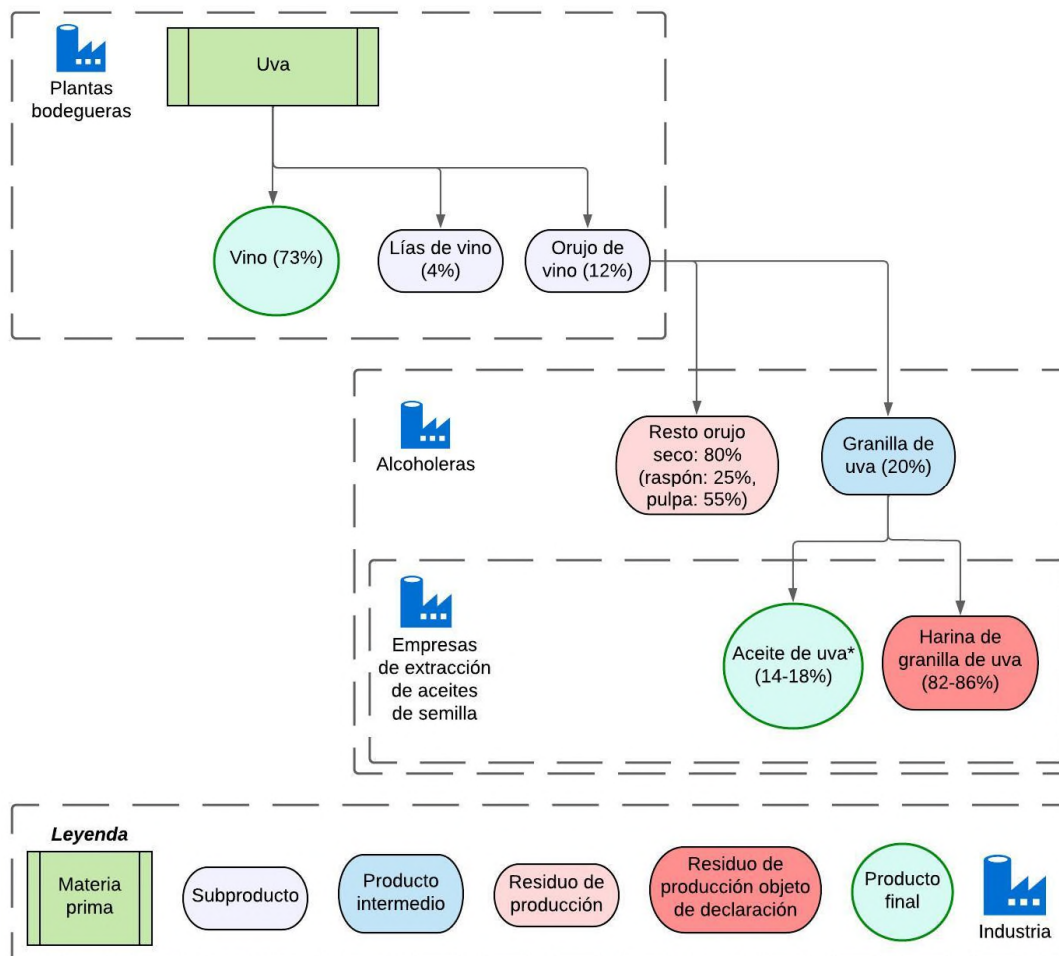 Uva
Plantas
bodegueras
Vino (73%)
Lías de vino
(4%)
Orujo de
vino (12%)
Alcoholeras
Resto orujo
seco: 80%
(raspón: 25%,
pulpa: 55%)
Granilla de
uva (20%)
Empresas
de extracción
de aceites
de semilla
Aceite de uva*
(14-18%)
Harina de
granilla de uva
(82-86%)
Leyenda
Materia
prima
Subproducto
Producto
intermedio
Residuo de
producción
Residuo de
producción objeto
de declaración
Producto
final
Industria